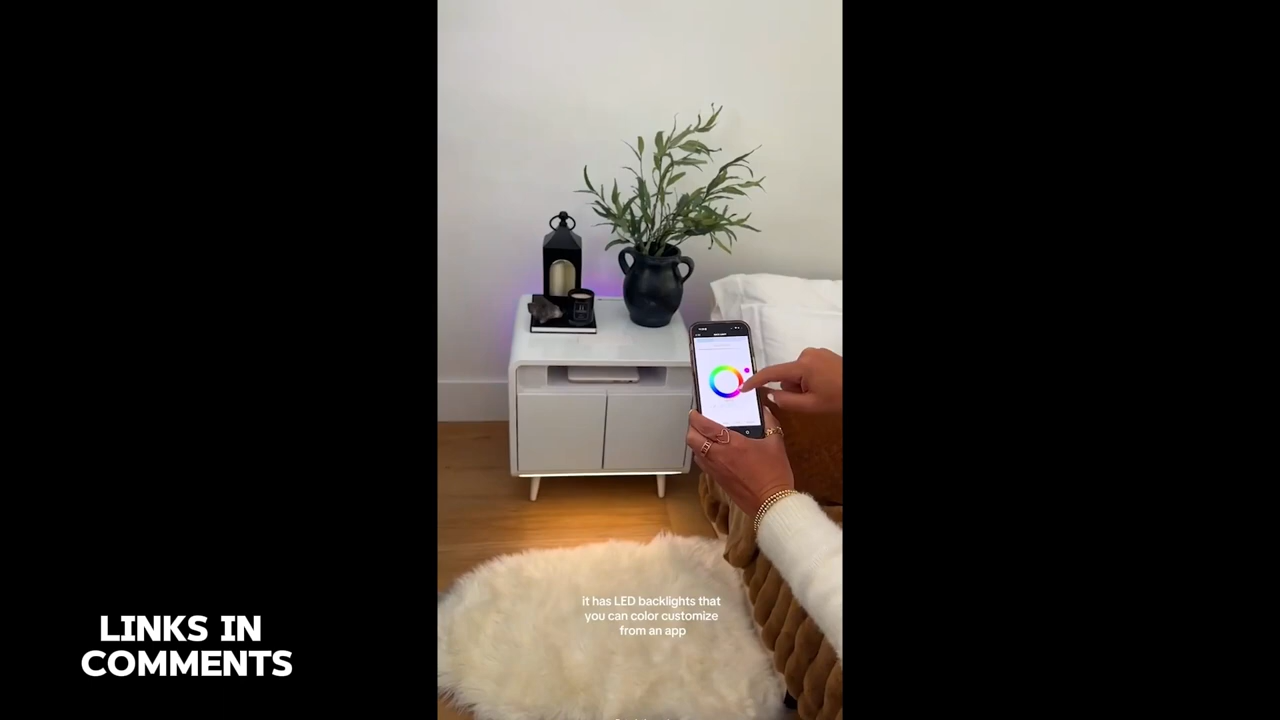 it has LED backlights that
you can color customize
from an app
LINKS IN
COMMENTS